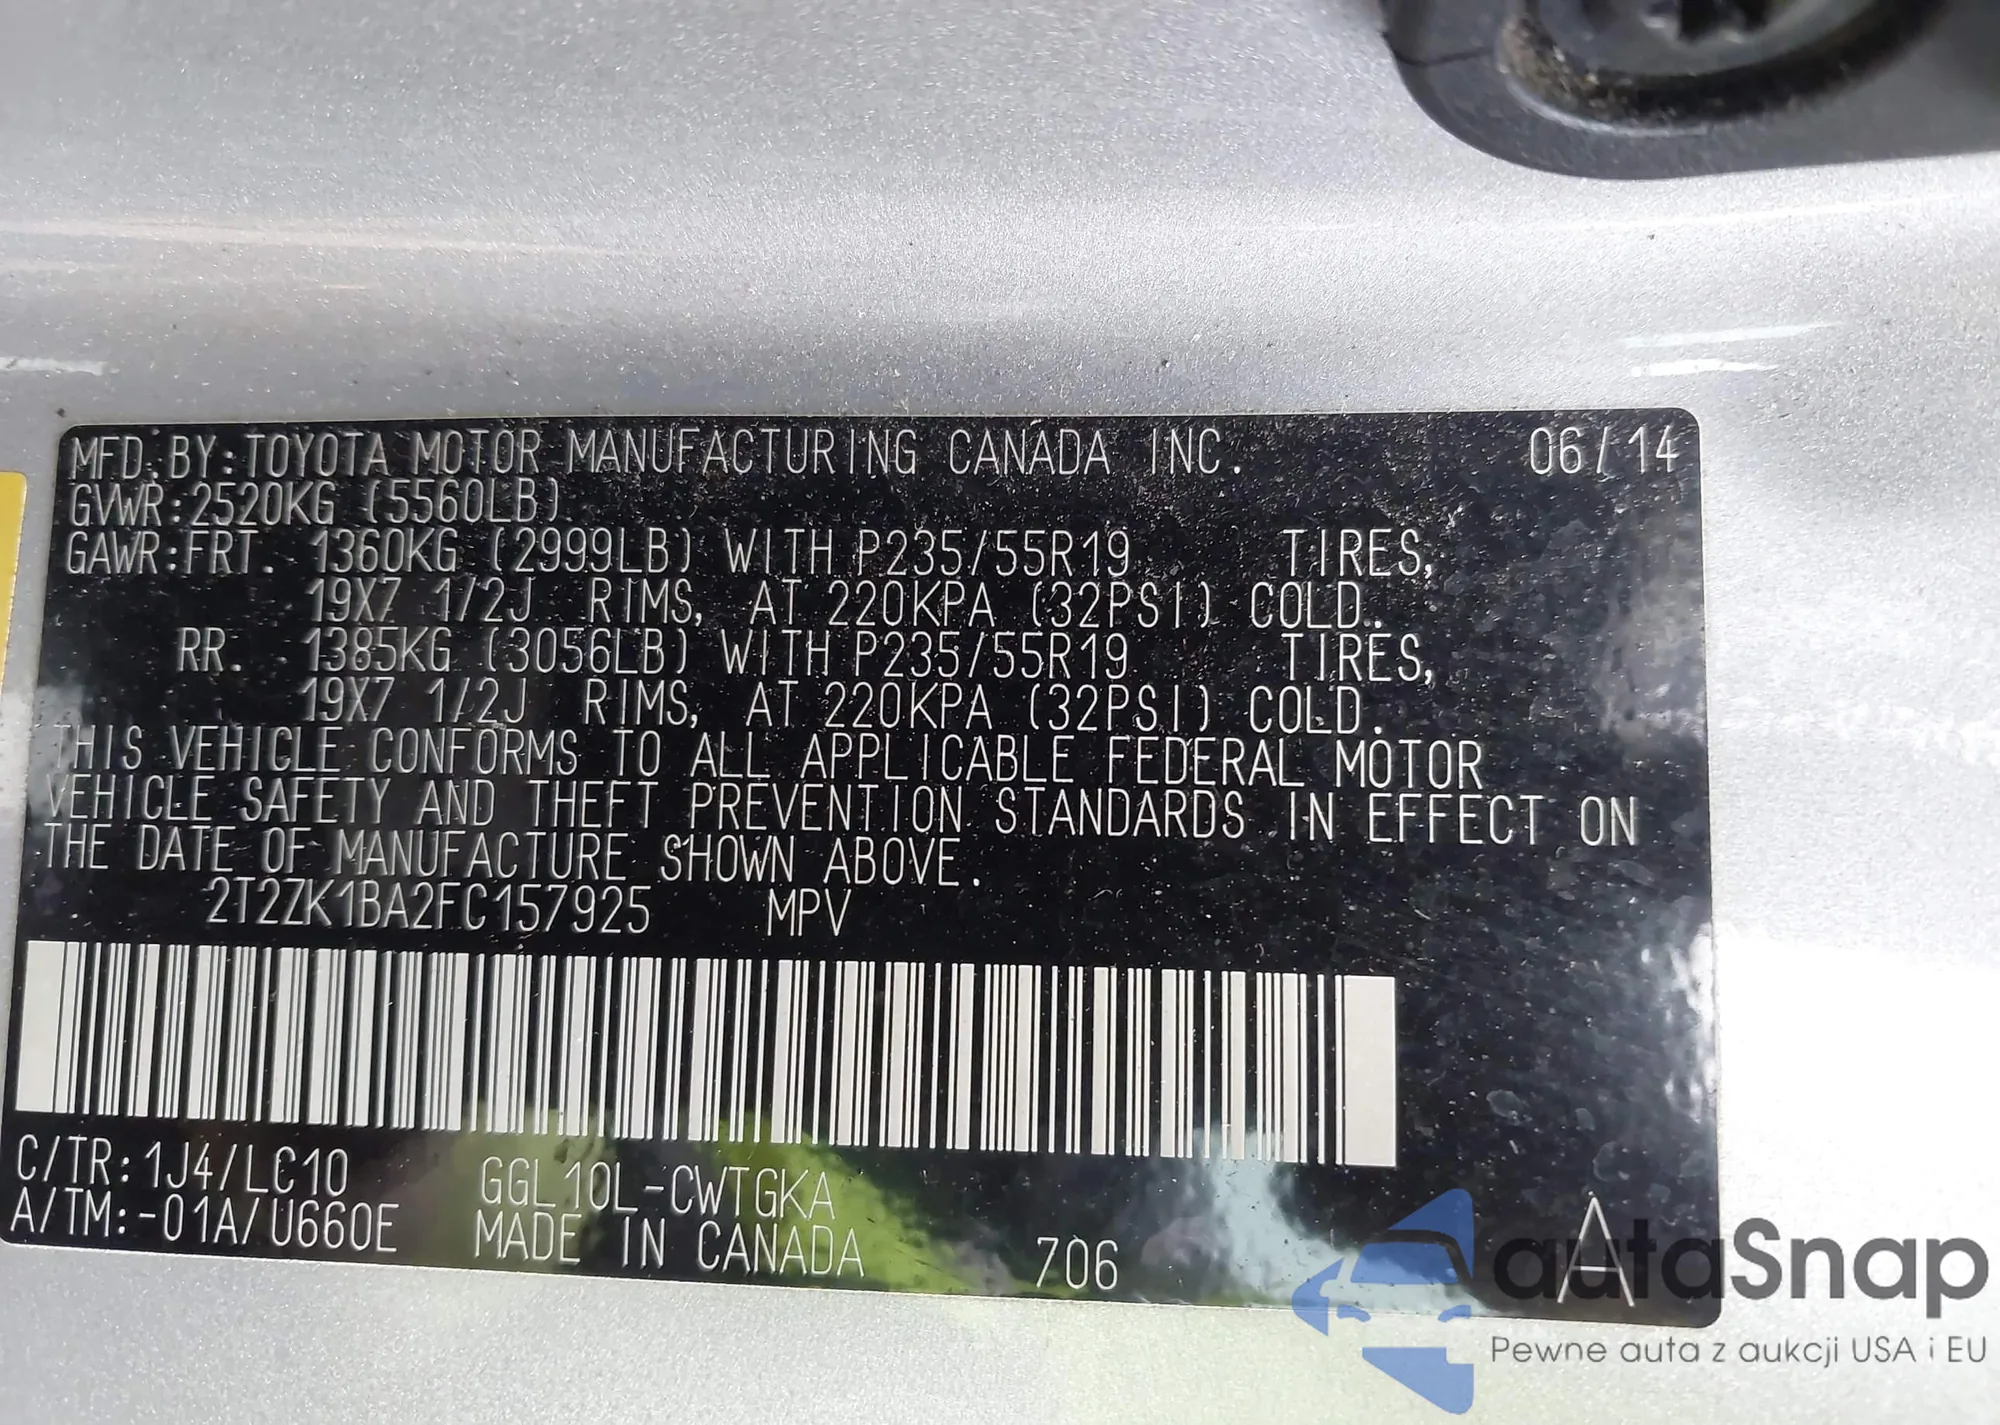 MFD. BY: TOYOTA MOTOR MANUFACTURING CANADA INC. 06/14
GVWR: 2520KG (5560LB)
GAWR: FRT. 1360KG (2999LB) WITH P235/55R19 TIRES,
19X7 1/2J RIMS, AT 220KPA (32PSI) COLD.
RR. 1385KG (3056LB) WITH P235/55R19 TIRES,
19X7 1/2J RIMS, AT 220KPA (32PSI) COLD.
THIS VEHICLE CONFORMS TO ALL APPLICABLE FEDERAL MOTOR
VEHICLE SAFETY AND THEFT PREVENTION STANDARDS IN EFFECT ON
THE DATE OF MANUFACTURE SHOWN ABOVE.
2T2ZK1BA2FC157925 MPV
C/TR: 1J4/LC10 GGL10L-CWTGKA
A/TM: -01A/U660E MADE IN CANADA 706 A
autaSnap
Pewne auta z aukcji USA i EU